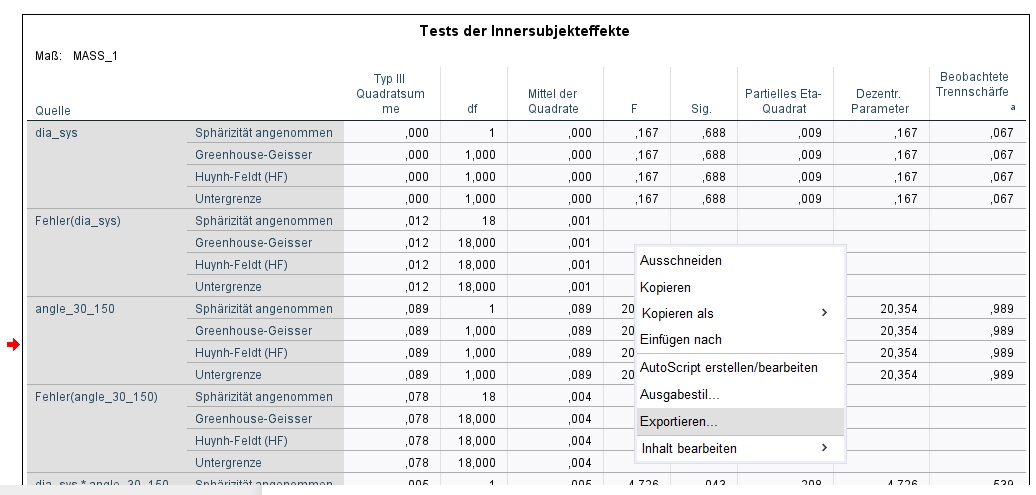 Tests der Innersubjekteffekte
Maß: MASS_1
Quelle Typ III Quadratsumme df Mittel der Quadrate F Sig. Partielles Eta-Quadrat Dezentr. Parameter Beobachtete Trennschärfe a
dia_sys Sphärizität angenommen ,000 1 ,000 ,167 ,688 ,009 ,167 ,067
Greenhouse-Geisser ,000 1,000 ,000 ,167 ,688 ,009 ,167 ,067
Huynh-Feldt (HF) ,000 1,000 ,000 ,167 ,688 ,009 ,167 ,067
Untergrenze ,000 1,000 ,000 ,167 ,688 ,009 ,167 ,067
Fehler(dia_sys) Sphärizität angenommen ,012 18 ,001
Greenhouse-Geisser ,012 18,000 ,001
Huynh-Feldt (HF) ,012 18,000 ,001
Untergrenze ,012 18,000 ,001
angle_30_150 Sphärizität angenommen ,089 1 ,089 20 20,354 ,989
Greenhouse-Geisser ,089 1,000 ,089 20 20,354 ,989
Huynh-Feldt (HF) ,089 1,000 ,089 20 20,354 ,989
Untergrenze ,089 1,000 ,089 20 20,354 ,989
Fehler(angle_30_150) Sphärizität angenommen ,078 18 ,004
Greenhouse-Geisser ,078 18,000 ,004
Huynh-Feldt (HF) ,078 18,000 ,004
Untergrenze ,078 18,000 ,004
dia_sys * angle_30_150 Sphärizität angenommen ,005 1 ,005 4,726 ,043 ,208 4,726 ,539
Ausschneiden
Kopieren
Kopieren als
Einfügen nach
AutoScript erstellen/bearbeiten
Ausgabestil...
Exportieren...
Inhalt bearbeiten